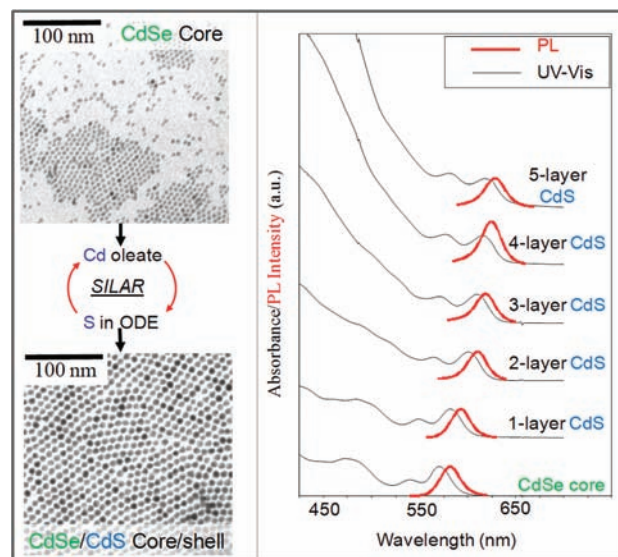 100 nm
CdSe Core
Cd oleate
SILAR
S in ODE
100 nm
CdSe/CdS Core/shell
Absorbance/PL Intensity (a.u.)
PL
UV-Vis
5-layer
CdS
4-layer CdS
3-layer CdS
2-layer CdS
1-layer CdS
CdSe core
450
550
650
Wavelength (nm)